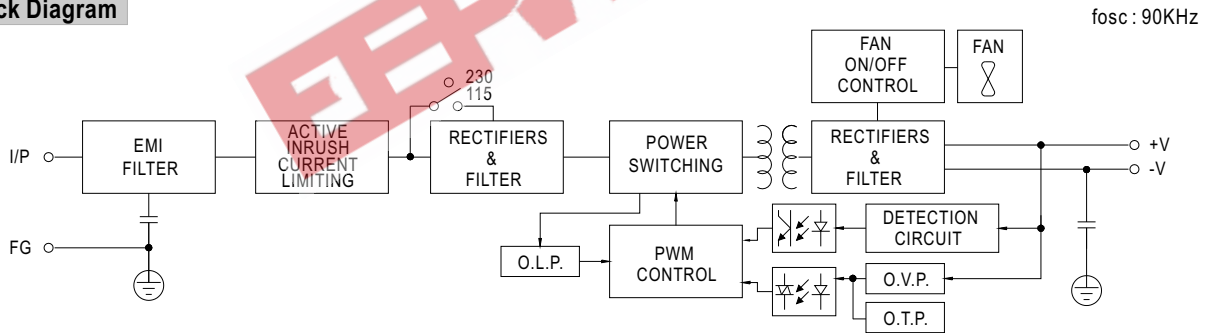 ck Diagram
fosc : 90KHz
I/P
EMI
FILTER
ACTIVE
INRUSH
CURRENT
LIMITING
230
115
RECTIFIERS
&
FILTER
POWER
SWITCHING
FAN
ON/OFF
CONTROL
FAN
RECTIFIERS
&
FILTER
+V
-V
FG
O.L.P.
PWM
CONTROL
DETECTION
CIRCUIT
O.V.P.
O.T.P.